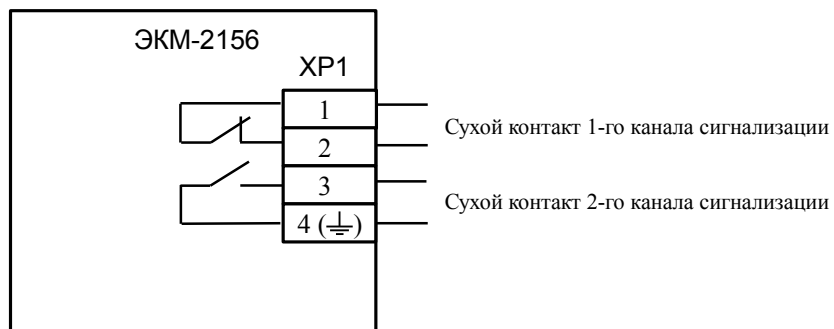 ЭКМ-2156
XP1
1
Сухой контакт 1-го канала сигнализации
2
3
Сухой контакт 2-го канала сигнализации
4 (⏚)